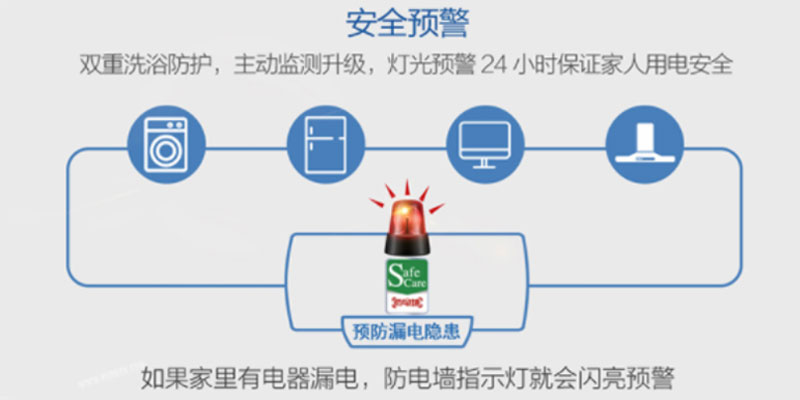 安全预警
双重洗浴防护，主动监测升级，灯光预警 24 小时保证家人用电安全
Safe
Care
防电墙
预防漏电隐患
如果家里有电器漏电，防电墙指示灯就会闪亮预警